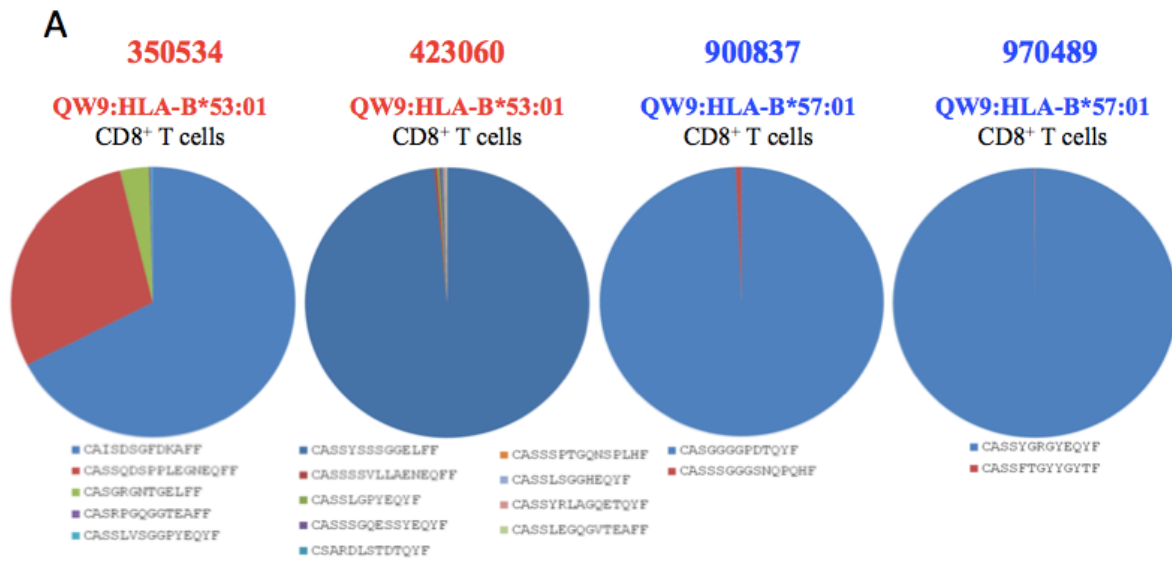 A
350534 423060 900837 970489
QW9:HLA-B*53:01 QW9:HLA-B*53:01 QW9:HLA-B*57:01 QW9:HLA-B*57:01
CD8+ T cells CD8+ T cells CD8+ T cells CD8+ T cells
CAISDSGFDKAFF
CASSQDSPPLEGNEQFF
CASGRGNTGELFF
CASRPGQGGTEAFF
CASSLVSGGPYEQYF
CASSYSSSGGELFF
CASSSSVLLAENEQFF
CASSLGPYEQYF
CASSSGQESSYEQYF
CSARDLSTDTQYF
CASSSPTGQNSPLHF
CASSLSGGHEQYF
CASSYRLAGQETQYF
CASSLEGQGVTEAFF
CASGGGGPDTQYF
CASSSGGGSNQPQHF
CASSYGRGYEQYF
CASSFTGYYGYTF